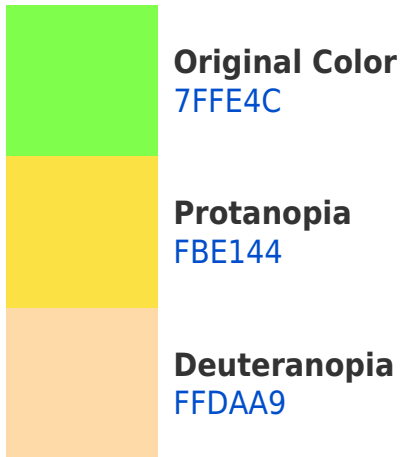 Original Color
7FFE4C
Protanopia
FBE144
Deuteranopia
FFDAA9